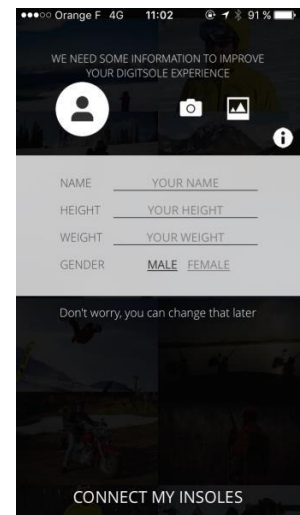 Orange F 4G 11:02 91 %
WE NEED SOME INFORMATION TO IMPROVE
YOUR DIGITSOLE EXPERIENCE
NAME YOUR NAME
HEIGHT YOUR HEIGHT
WEIGHT YOUR WEIGHT
GENDER MALE FEMALE
Don't worry, you can change that later
CONNECT MY INSOLES